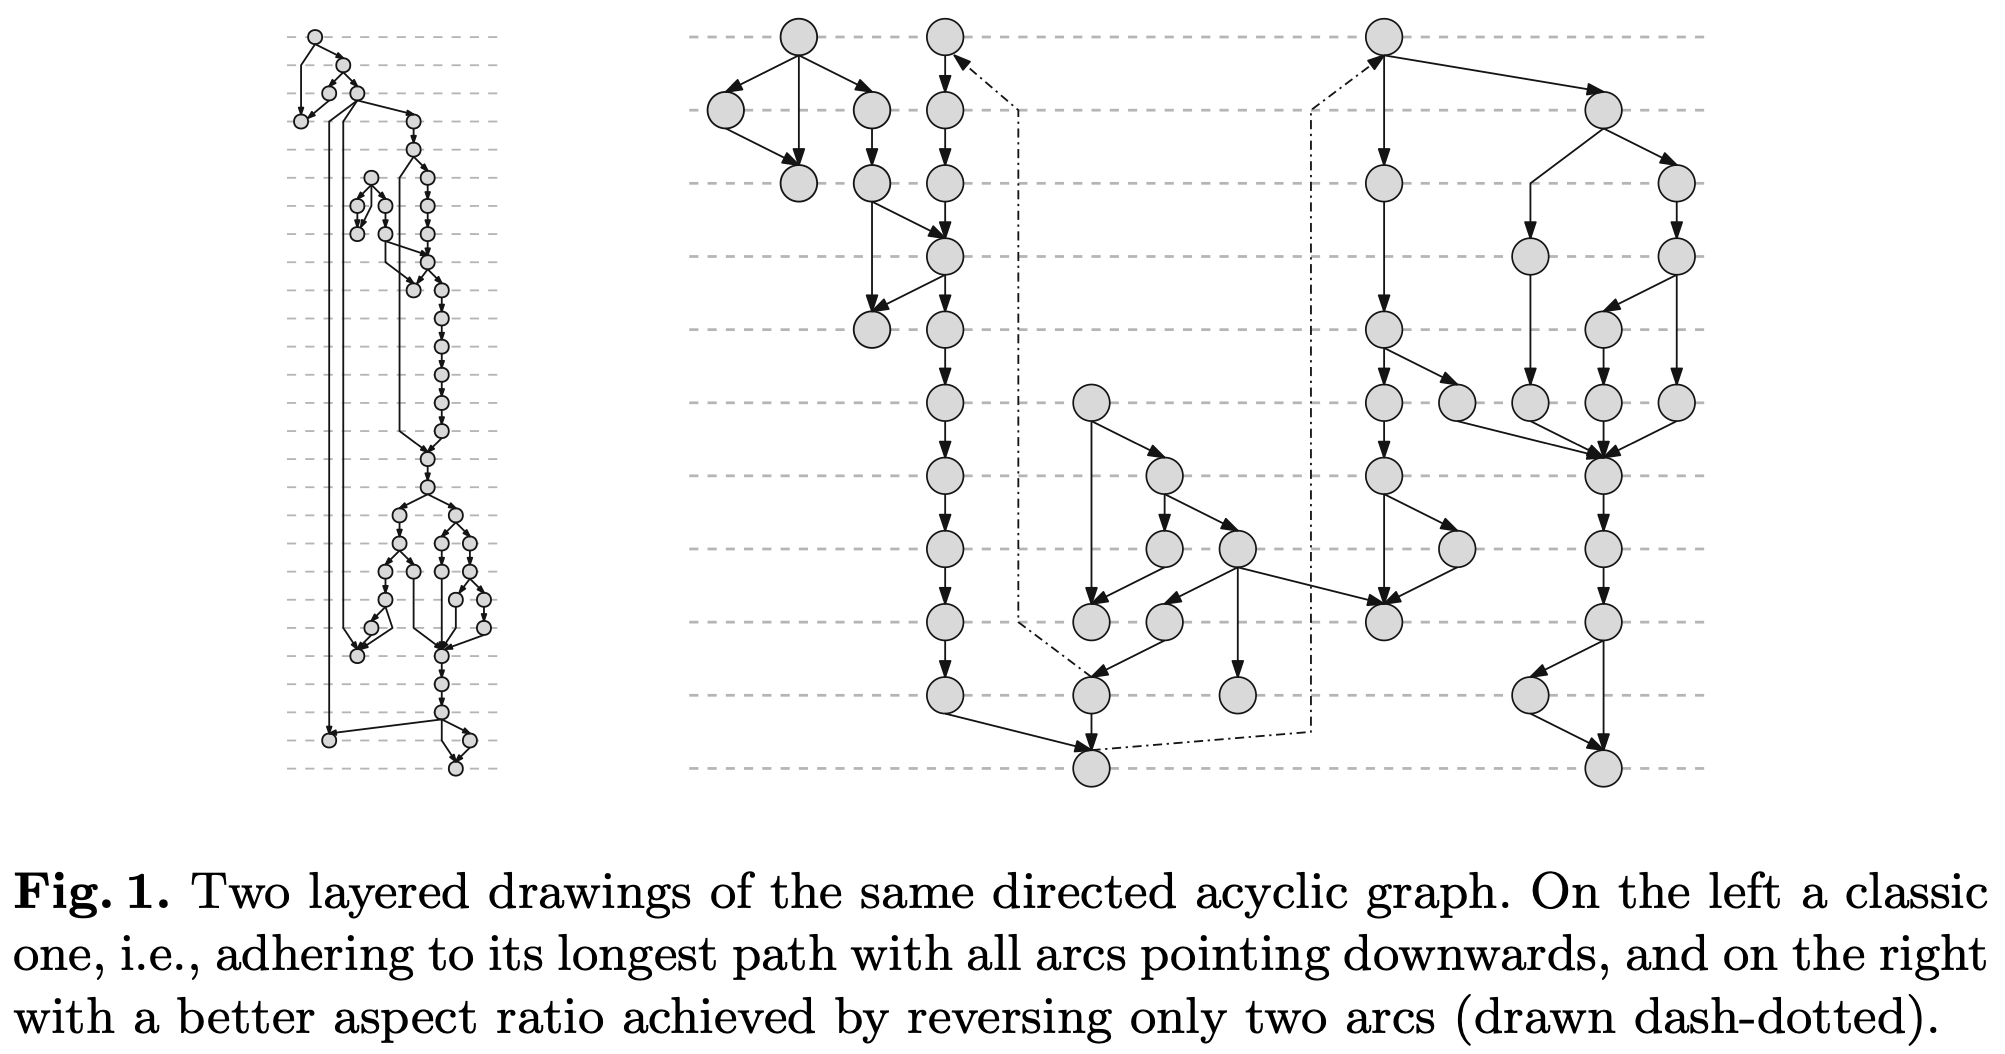 Fig. 1. Two layered drawings of the same directed acyclic graph. On the left a classic
one, i.e., adhering to its longest path with all arcs pointing downwards, and on the right
with a better aspect ratio achieved by reversing only two arcs (drawn dash-dotted).